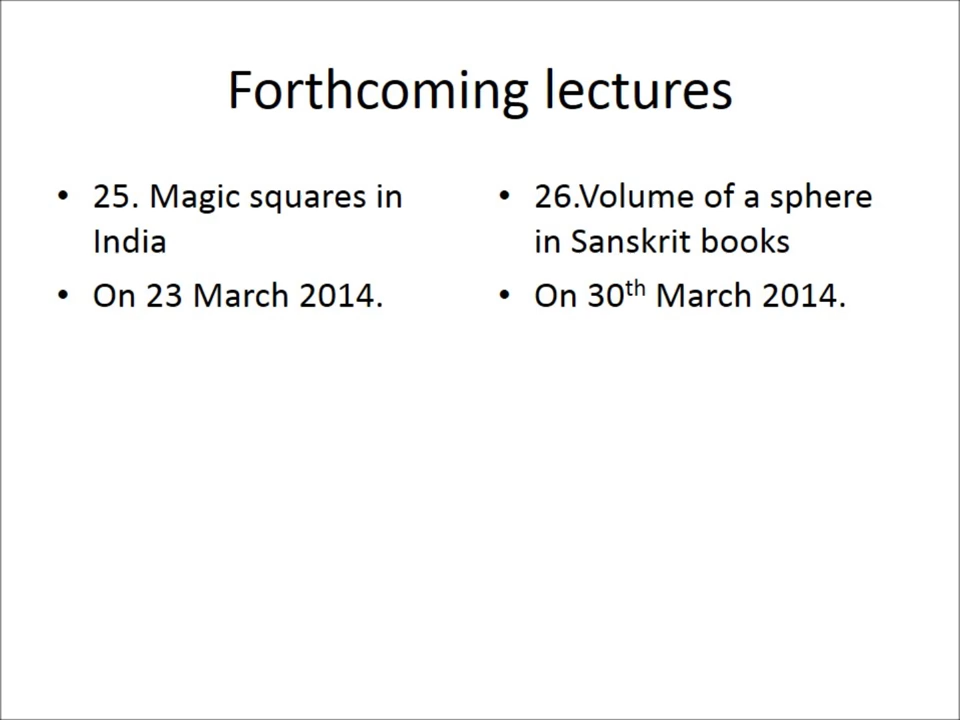 Forthcoming lectures
• 25. Magic squares in
India
• On 23 March 2014.
• 26.Volume of a sphere
in Sanskrit books
• On 30th March 2014.